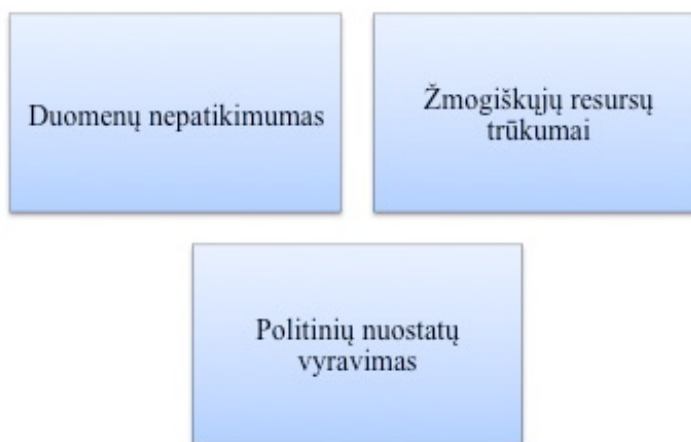 Duomenų nepatikimumas
Žmogiškųjų resursų
trūkumai
Politinių nuostatų
vyravimas